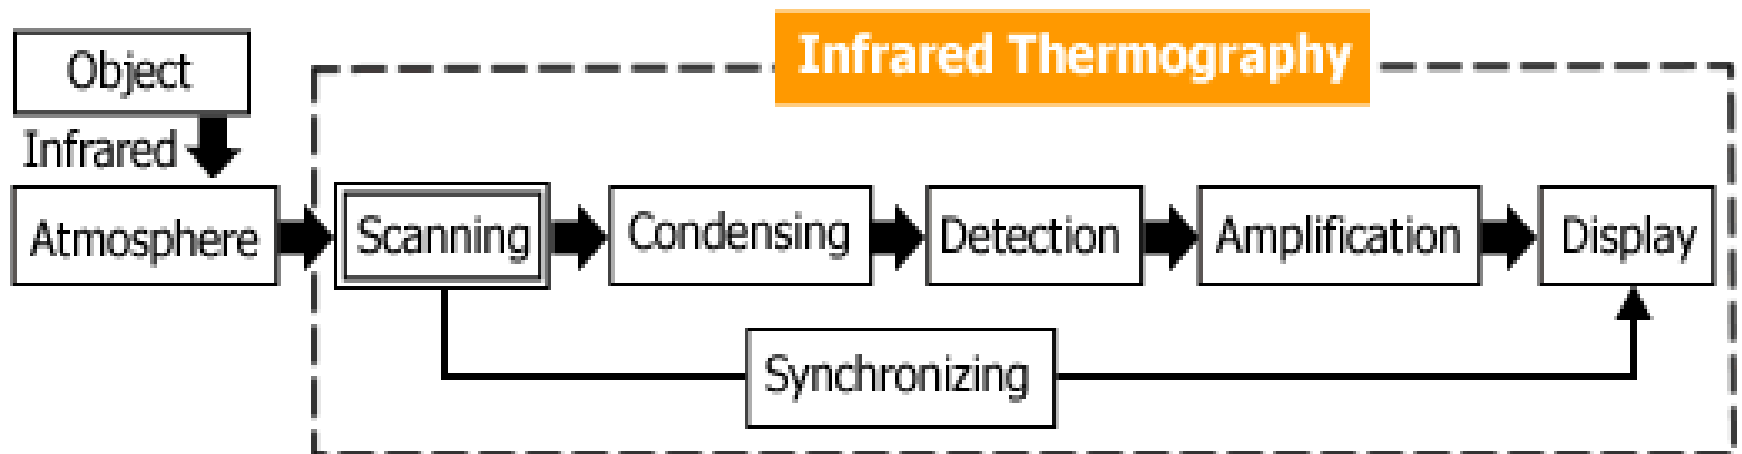 Infrared Thermography
Object
Infrared
Atmosphere
Scanning
Condensing
Detection
Amplification
Display
Synchronizing